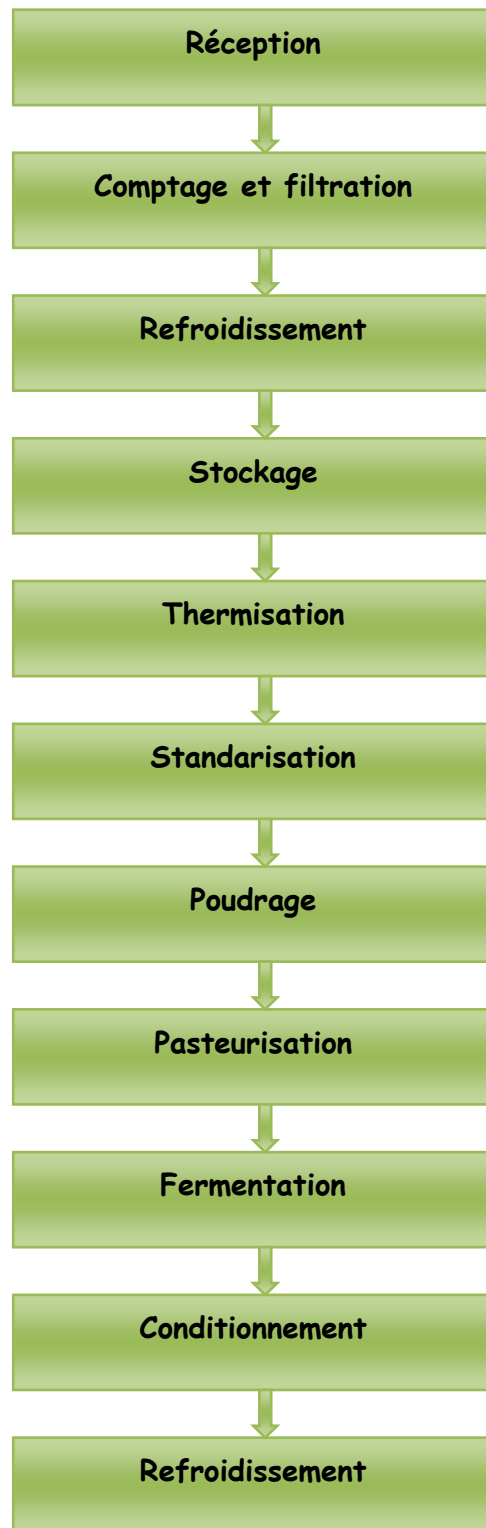 Réception
Comptage et filtration
Refroidissement
Stockage
Thermisation
Standarisation
Poudrage
Pasteurisation
Fermentation
Conditionnement
Refroidissement